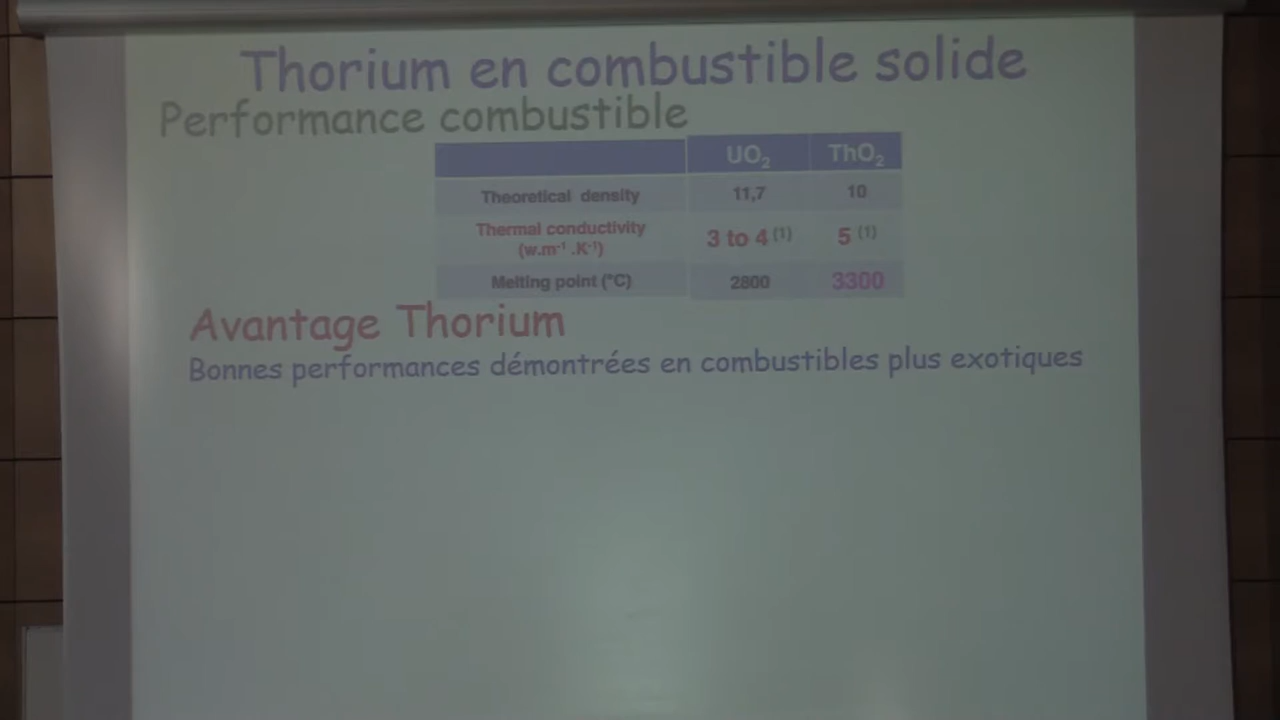 Thorium en combustible solide
Performance combustible
UO₂ ThO₂
Theoretical density 11,7 10
Thermal conductivity (w.m⁻¹ .K⁻¹) 3 to 4 ⁽¹⁾ 5 ⁽¹⁾
Melting point (°C) 2800 3300
Avantage Thorium
Bonnes performances démontrées en combustibles plus exotiques